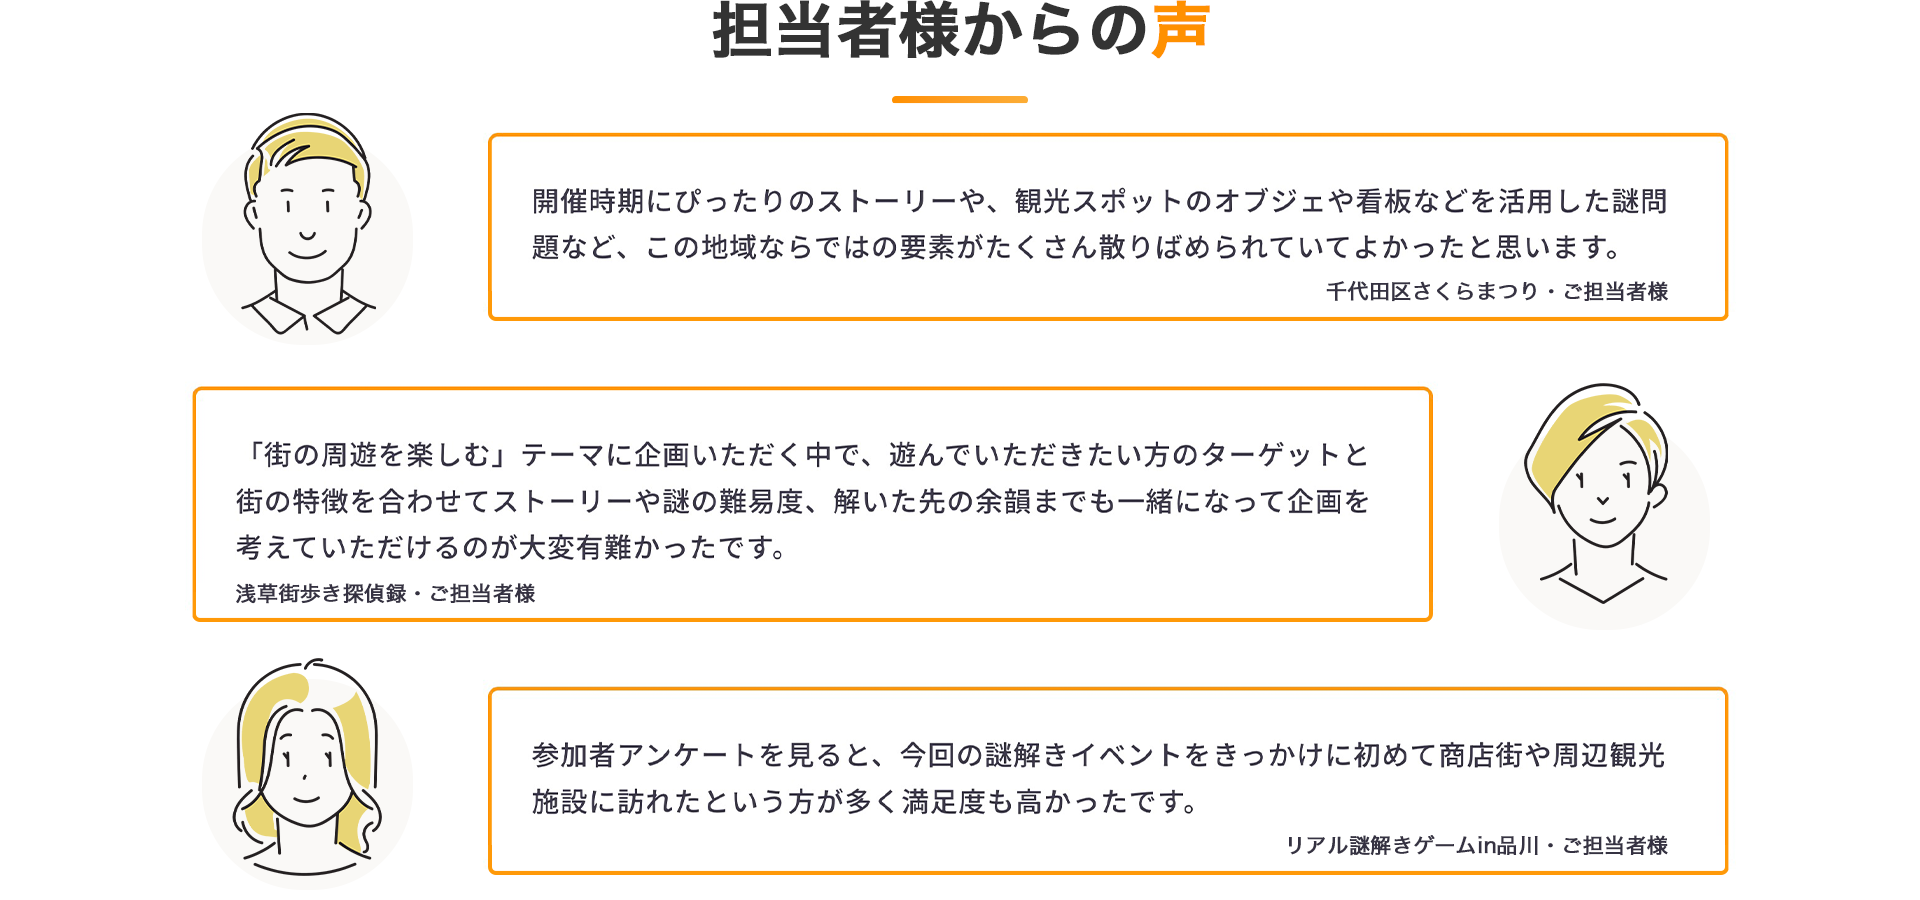 担当者様からの声
開催時期にぴったりのストーリーや、観光スポットのオブジェや看板などを活用した謎問
題など、この地域ならではの要素がたくさん散りばめられていてよかったと思います。
千代田区さくらまつり・ご担当者様
「街の周遊を楽しむ」テーマに企画いただく中で、遊んでいただきたい方のターゲットと
街の特徴を合わせてストーリーや謎の難易度、解いた先の余韻までも一緒になって企画を
考えていただけるのが大変有難かったです。
浅草街歩き探偵録・ご担当者様
参加者アンケートを見ると、今回の謎解きイベントをきっかけに初めて商店街や周辺観光
施設に訪れたという方が多く満足度も高かったです。
リアル謎解きゲームin品川・ご担当者様